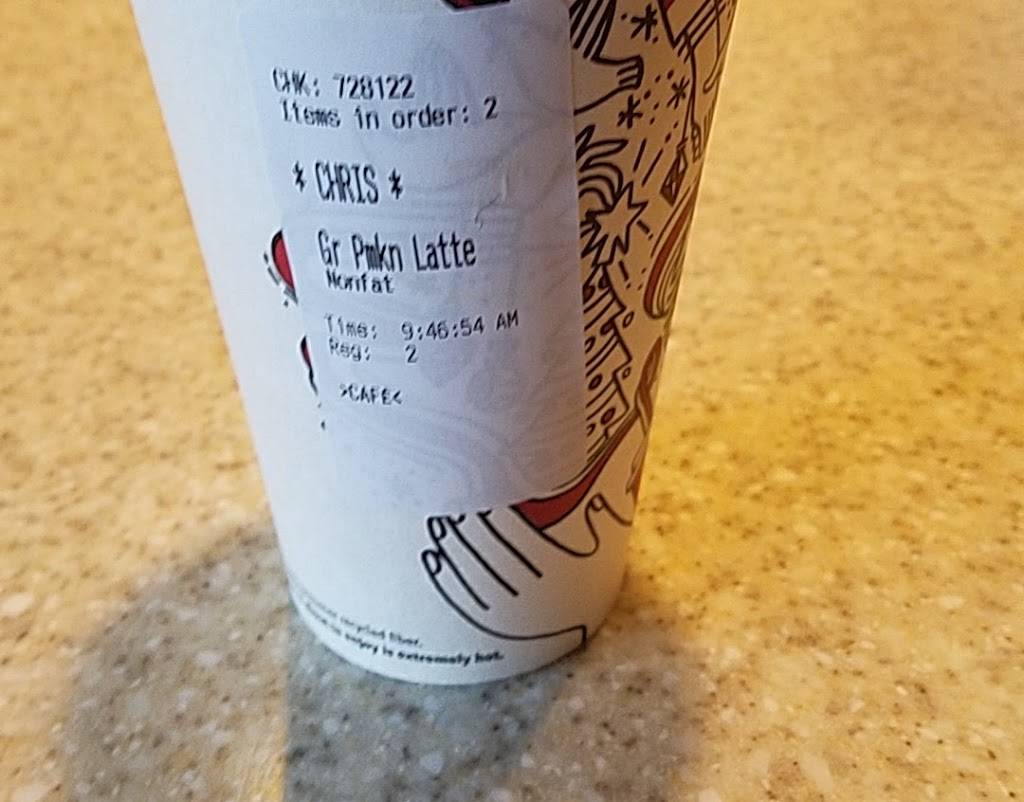 CHK: 728122
Items in order: 2
* CHRIS *
Gr Pmkn Latte
Nonfat
Time: 9:46:54 AM
Reg: 2
>CAFE<
recycled fiber.
enjoy is extremely hot.